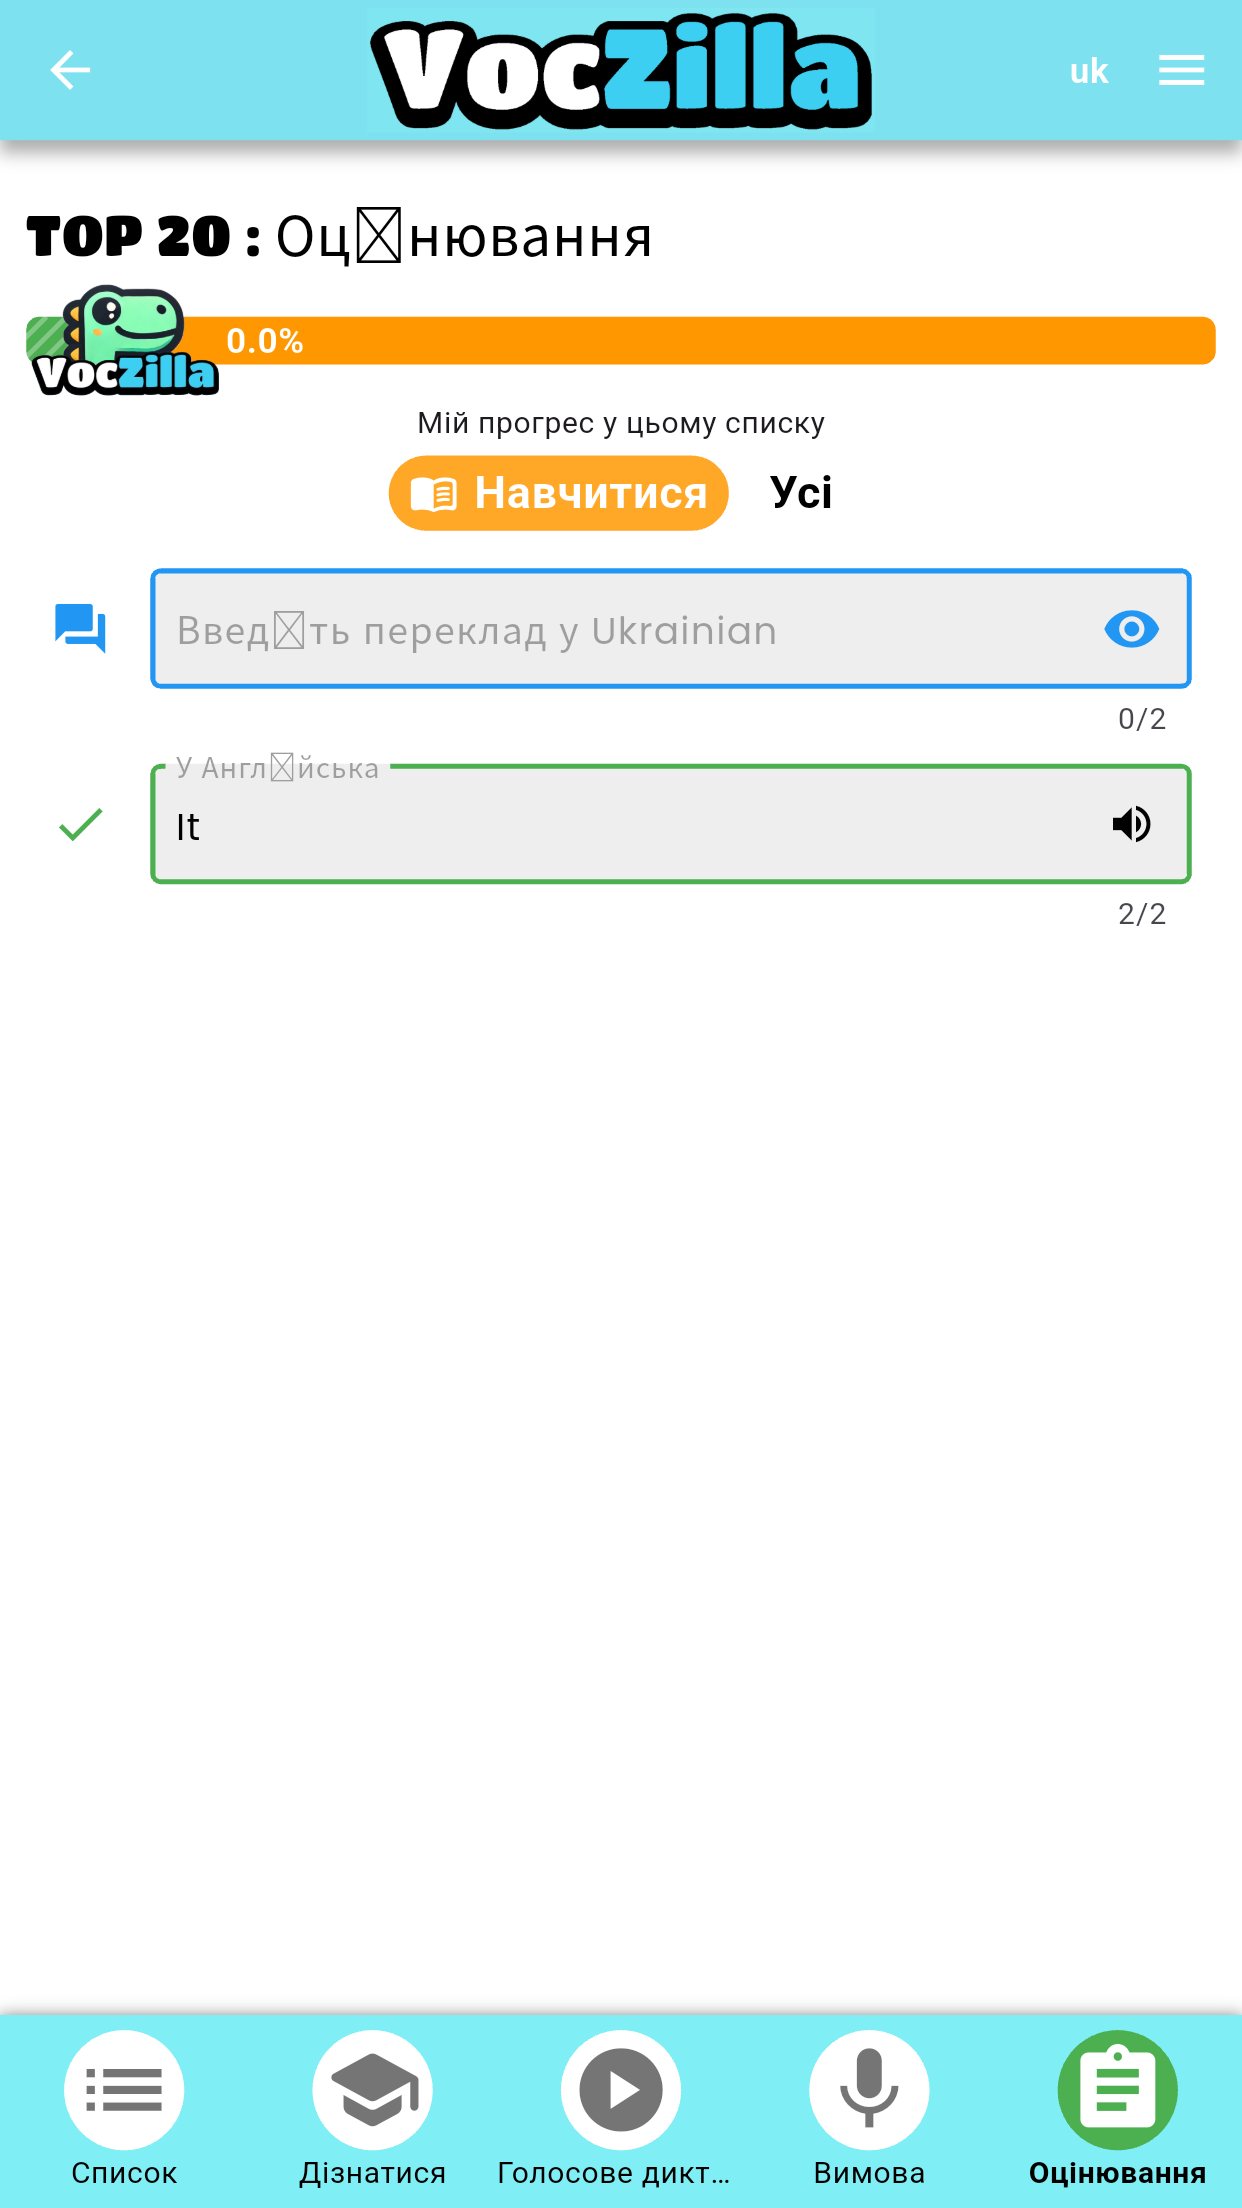 VocZilla
uk
TOP 20 : Оц☒нювання
0.0%
VocZilla
Мій прогрес у цьому списку
Навчитися Усі
Введ☒ть переклад у Ukrainian
0/2
У Англ☒йська
It
2/2
Список Дізнатися Голосове дикт... Вимова Оцінювання